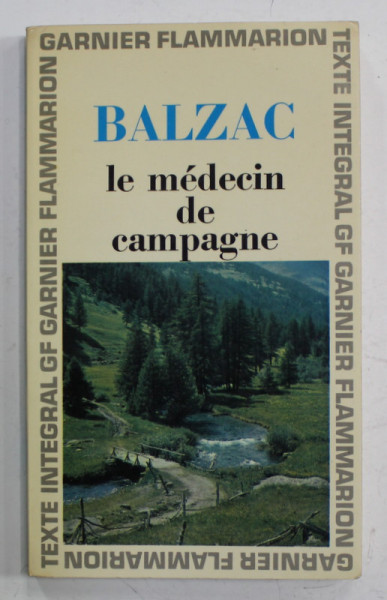 GARNIER FLAMMARION
TEXTE INTEGRAL GF GARNIER FLAMMARION
BALZAC
le médecin
de
campagne
TEXTE INTEGRAL GF GARNIER FLAMMARION
GARNIER FLAMMARION